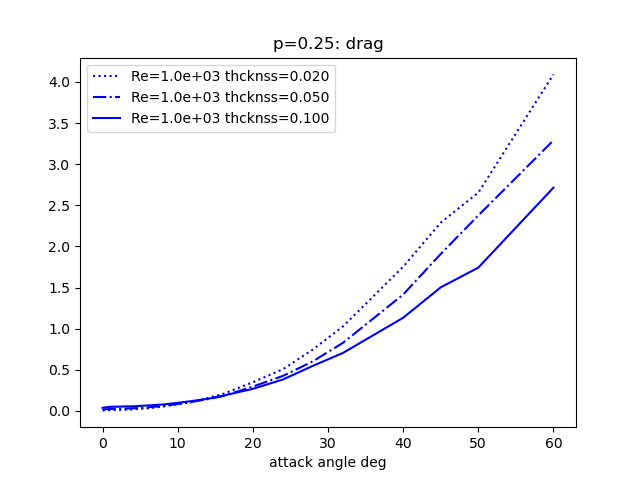 p=0.25: drag
Re=1.0e+03 thcknss=0.020
Re=1.0e+03 thcknss=0.050
Re=1.0e+03 thcknss=0.100
4.0
3.5
3.0
2.5
2.0
1.5
1.0
0.5
0.0
0 10 20 30 40 50 60
attack angle deg